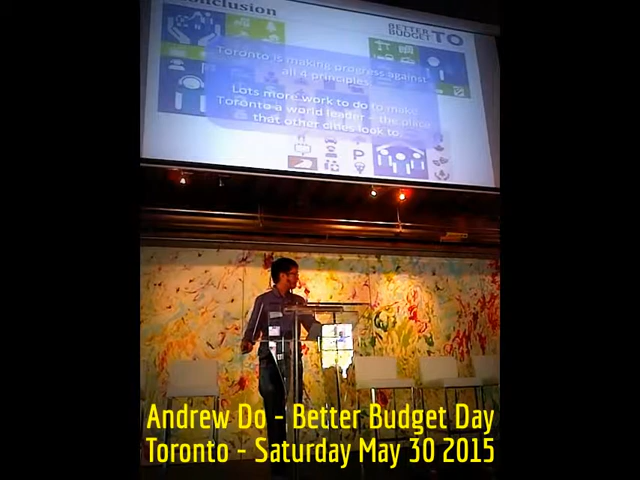 Conclusion
BETTER
BUDGET TO
Toronto is making progress against
all 4 principles
Lots more work to do to make
Toronto a world leader – the place
that other cities look to...
P
Andrew Do - Better Budget Day
Toronto - Saturday May 30 2015